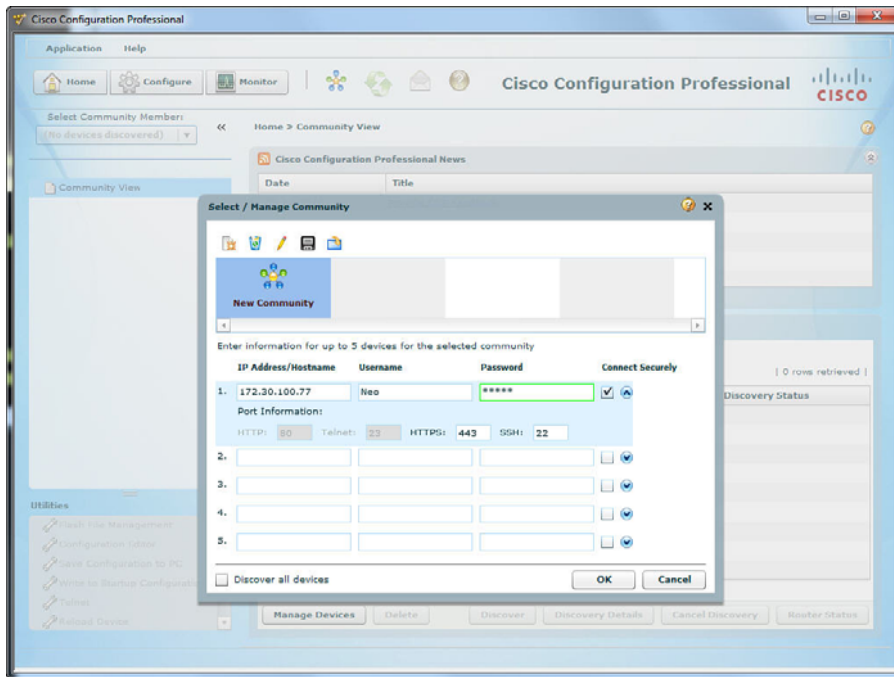 Cisco Configuration Professional
Application Help
Home Configure Monitor Cisco Configuration Professional CISCO
Select Community Member:
(No devices discovered)
Home > Community View
Cisco Configuration Professional News
Community View
Date Title
Select / Manage Community
New Community
Enter information for up to 5 devices for the selected community
IP Address/Hostname Username Password Connect Securely
1. 172.30.100.77 Neo *****
Port Information:
HTTP: 80 Telnet: 23 HTTPS: 443 SSH: 22
2.
3.
4.
5.
Discover all devices
OK Cancel
[ 0 rows retrieved ]
Discovery Status
Utilities
Flash File Management
Configuration Editor
Save Configuration to PC
Write to Startup Configurati
Telnet
Reload Device
Manage Devices Delete Discover Discovery Details Cancel Discovery Router Status